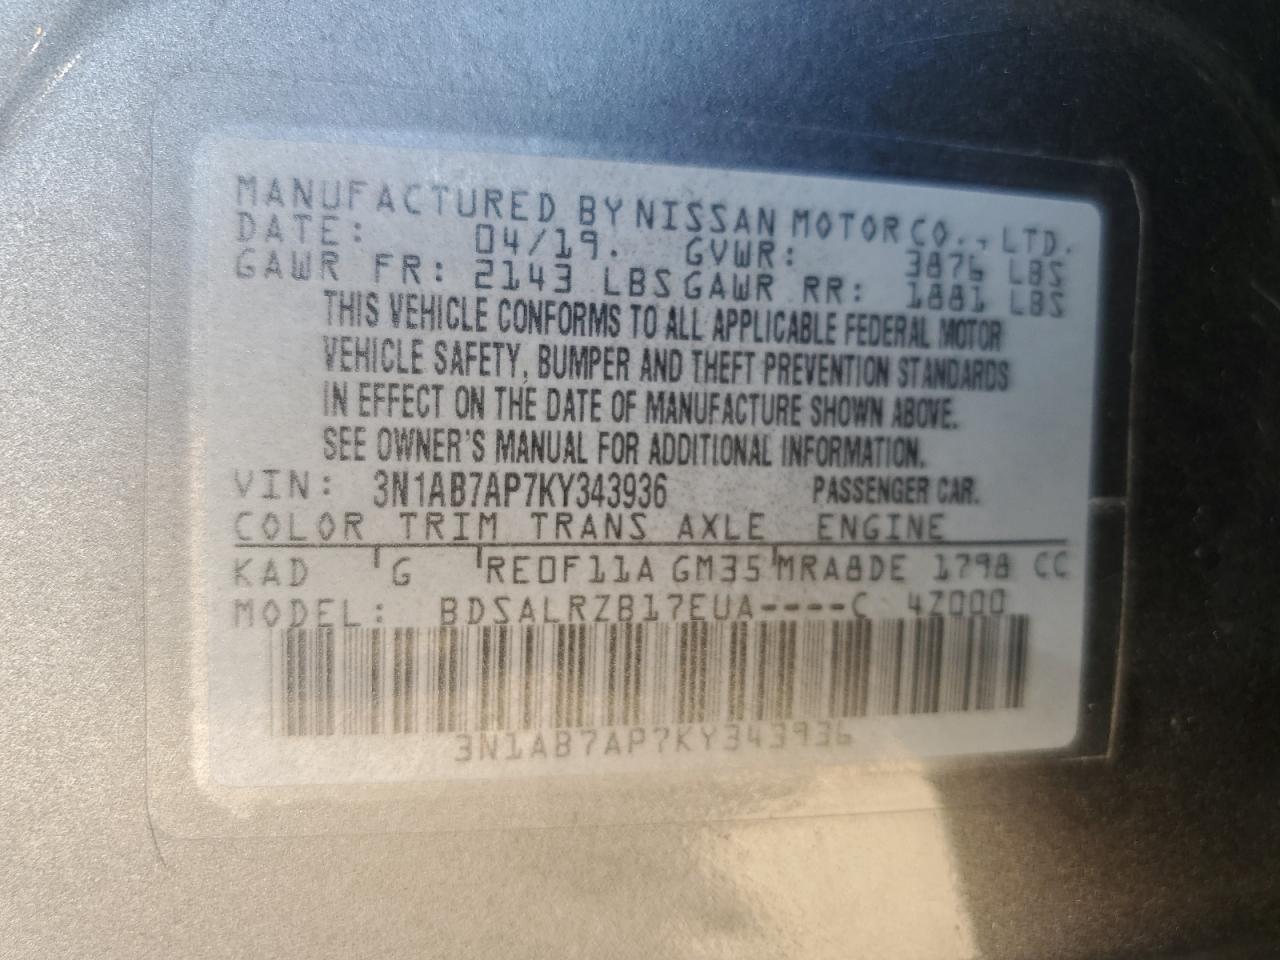 MANUFACTURED BY NISSAN MOTOR CO., LTD.
DATE: 04/19. GVWR: 3876 LBS
GAWR FR: 2143 LBS GAWR RR: 1881 LBS
THIS VEHICLE CONFORMS TO ALL APPLICABLE FEDERAL MOTOR
VEHICLE SAFETY, BUMPER AND THEFT PREVENTION STANDARDS
IN EFFECT ON THE DATE OF MANUFACTURE SHOWN ABOVE.
SEE OWNER'S MANUAL FOR ADDITIONAL INFORMATION.
VIN: 3N1AB7AP7KY343936 PASSENGER CAR.
COLOR TRIM TRANS AXLE ENGINE
KAD G RE0F11A GM35 MRA8DE 1798 CC
MODEL: BDSALRZB17EUA----C 4Z000
3N1AB7AP7KY343936